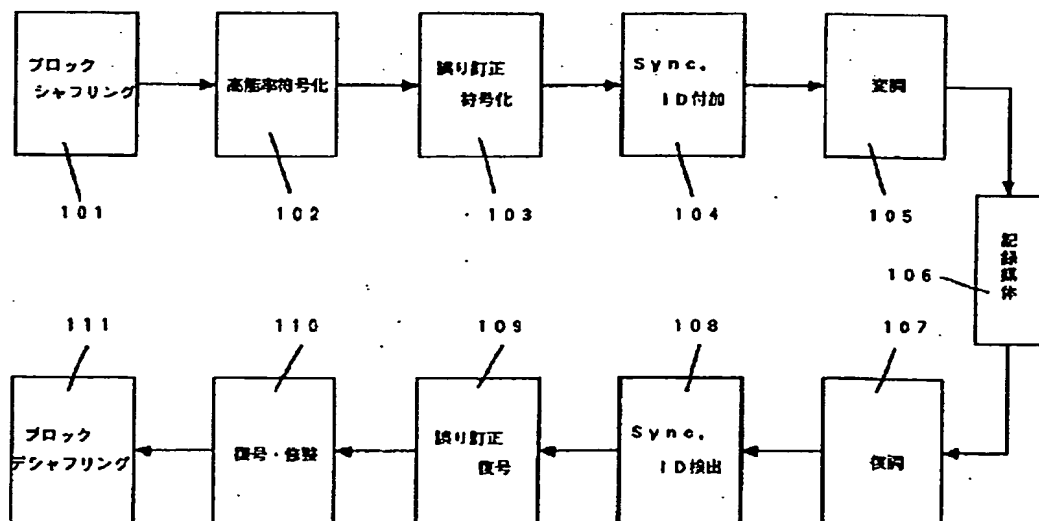 ブロック
シャフリング
高能率符号化
誤り訂正
符号化
Sync.
ID付加
変調
101
102
103
104
105
記録媒体
106
111
110
109
108
107
ブロック
デシャフリング
復号・修整
誤り訂正
復号
Sync.
ID検出
復調